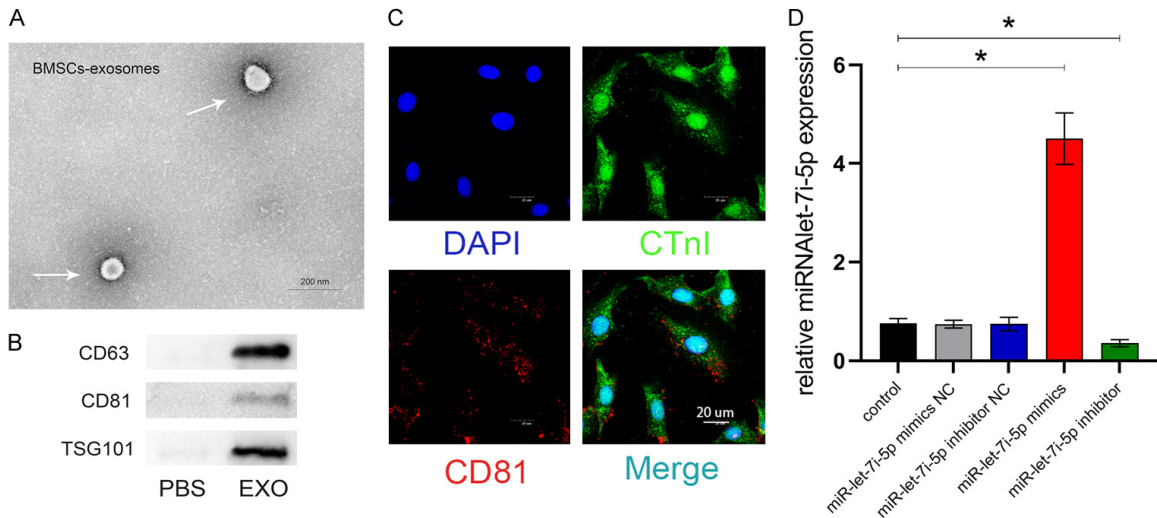 A
BMSCs-exosomes
200 nm
B
CD63
CD81
TSG101
PBS EXO
C
DAPI
CTnI
CD81
20 um
Merge
D
*
*
relative miRNAlet-7i-5p expression
6
4
2
0
control
miR-let-7i-5p mimics NC
miR-let-7i-5p inhibitor NC
miR-let-7i-5p mimics
miR-let-7i-5p inhibitor